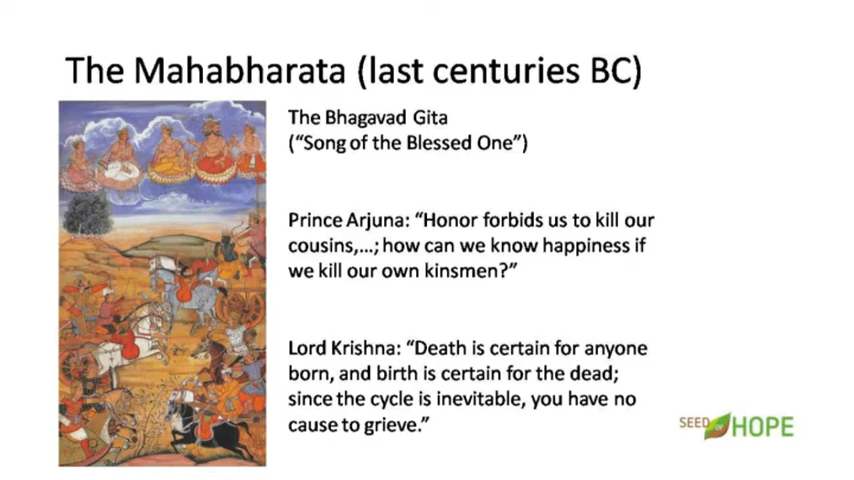 The Mahabharata (last centuries BC)
The Bhagavad Gita
(“Song of the Blessed One”)
Prince Arjuna: “Honor forbids us to kill our
cousins,...; how can we know happiness if
we kill our own kinsmen?”
Lord Krishna: “Death is certain for anyone
born, and birth is certain for the dead;
since the cycle is inevitable, you have no
cause to grieve.”
SEED OF HOPE